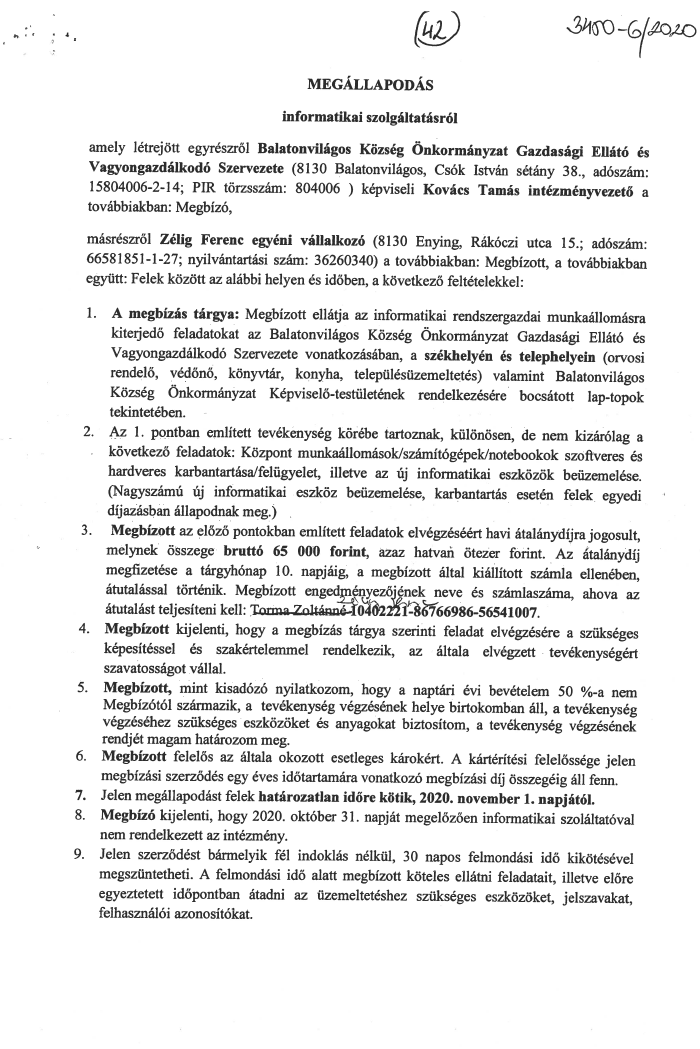 (42)
3400-6/2020
MEGÁLLAPODÁS
informatikai szolgáltatásról
amely létrejött egyrészről Balatonvilágos Község Önkormányzat Gazdasági Ellátó és
Vagyongazdálkodó Szervezete (8130 Balatonvilágos, Csók István sétány 38., adószám:
15804006-2-14; PIR törzsszám: 804006 ) képviseli Kovács Tamás intézményvezető a
továbbiakban: Megbízó,
másrészről Zélig Ferenc egyéni vállalkozó (8130 Enying, Rákóczi utca 15.; adószám:
66581851-1-27; nyilvántartási szám: 36260340) a továbbiakban: Megbízott, a továbbiakban
együtt: Felek között az alábbi helyen és időben, a következő feltételekkel:
1. A megbízás tárgya: Megbízott ellátja az informatikai rendszergazdai munkaállomásra
kiterjedő feladatokat az Balatonvilágos Község Önkormányzat Gazdasági Ellátó és
Vagyongazdálkodó Szervezete vonatkozásában, a székhelyén és telephelyein (orvosi
rendelő, védőnő, könyvtár, konyha, településüzemeltetés) valamint Balatonvilágos
Község Önkormányzat Képviselő-testületének rendelkezésére bocsátott lap-topok
tekintetében.
2. Az 1. pontban említett tevékenység körébe tartoznak, különösen, de nem kizárólag a
következő feladatok: Központ munkaállomások/számítógépek/notebookok szoftveres és
hardveres karbantartása/felügyelet, illetve az új informatikai eszközök beüzemelése.
(Nagyszámú új informatikai eszköz beüzemelése, karbantartás esetén felek egyedi
díjazásban állapodnak meg.)
3. Megbízott az előző pontokban említett feladatok elvégzéséért havi átalánydíjra jogosult,
melynek összege bruttó 65 000 forint, azaz hatvan ötezer forint. Az átalánydíj
megfizetése a tárgyhónap 10. napjáig, a megbízott által kiállított számla ellenében,
átutalással történik. Megbízott engedményezőjének neve és számlaszáma, ahova az
átutalást teljesíteni kell: Torma Zoltánné 10402221-86766986-56541007.
4. Megbízott kijelenti, hogy a megbízás tárgya szerinti feladat elvégzésére a szükséges
képesítéssel és szakértelemmel rendelkezik, az általa elvégzett tevékenységért
szavatosságot vállal.
5. Megbízott, mint kisadózó nyilatkozom, hogy a naptári évi bevételem 50 %-a nem
Megbízótól származik, a tevékenység végzésének helye birtokomban áll, a tevékenység
végzéséhez szükséges eszközöket és anyagokat biztosítom, a tevékenység végzésének
rendjét magam határozom meg.
6. Megbízott felelős az általa okozott esetleges károkért. A kártérítési felelőssége jelen
megbízási szerződés egy éves időtartamára vonatkozó megbízási díj összegéig áll fenn.
7. Jelen megállapodást felek határozatlan időre kötik, 2020. november 1. napjától.
8. Megbízó kijelenti, hogy 2020. október 31. napját megelőzően informatikai szoláltatóval
nem rendelkezett az intézmény.
9. Jelen szerződést bármelyik fél indoklás nélkül, 30 napos felmondási idő kikötésével
megszüntetheti. A felmondási idő alatt megbízott köteles ellátni feladatait, illetve előre
egyeztetett időpontban átadni az üzemeltetéshez szükséges eszközöket, jelszavakat,
felhasználói azonosítókat.